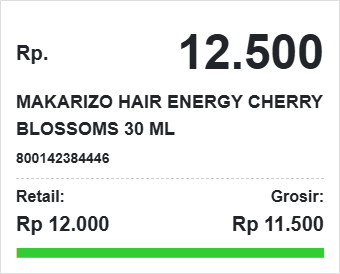 Rp. 12.500
MAKARIZO HAIR ENERGY CHERRY
BLOSSOMS 30 ML
800142384446
Retail: Grosir:
Rp 12.000 Rp 11.500